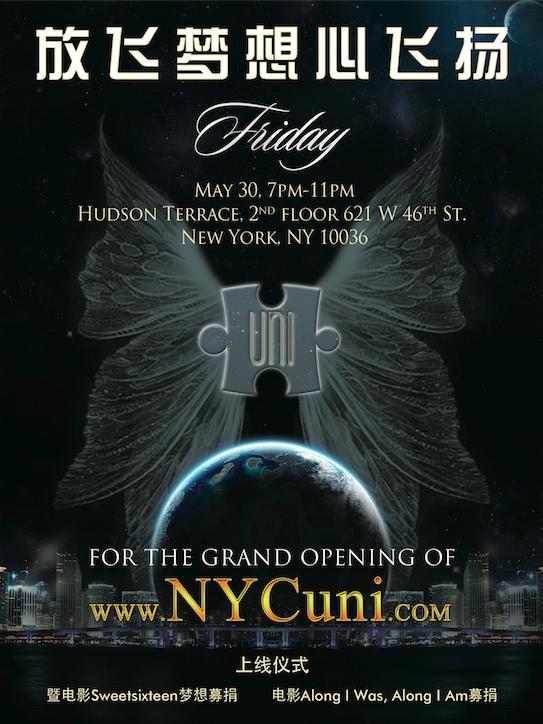 放飞梦想心飞扬
Friday
May 30, 7pm-11pm
Hudson Terrace, 2nd floor 621 W 46th St.
New York, NY 10036
UNI
FOR THE GRAND OPENING OF
www.NYCuni.com
上线仪式
暨电影Sweetsixteen梦想募捐 电影Along I Was, Along I Am募捐